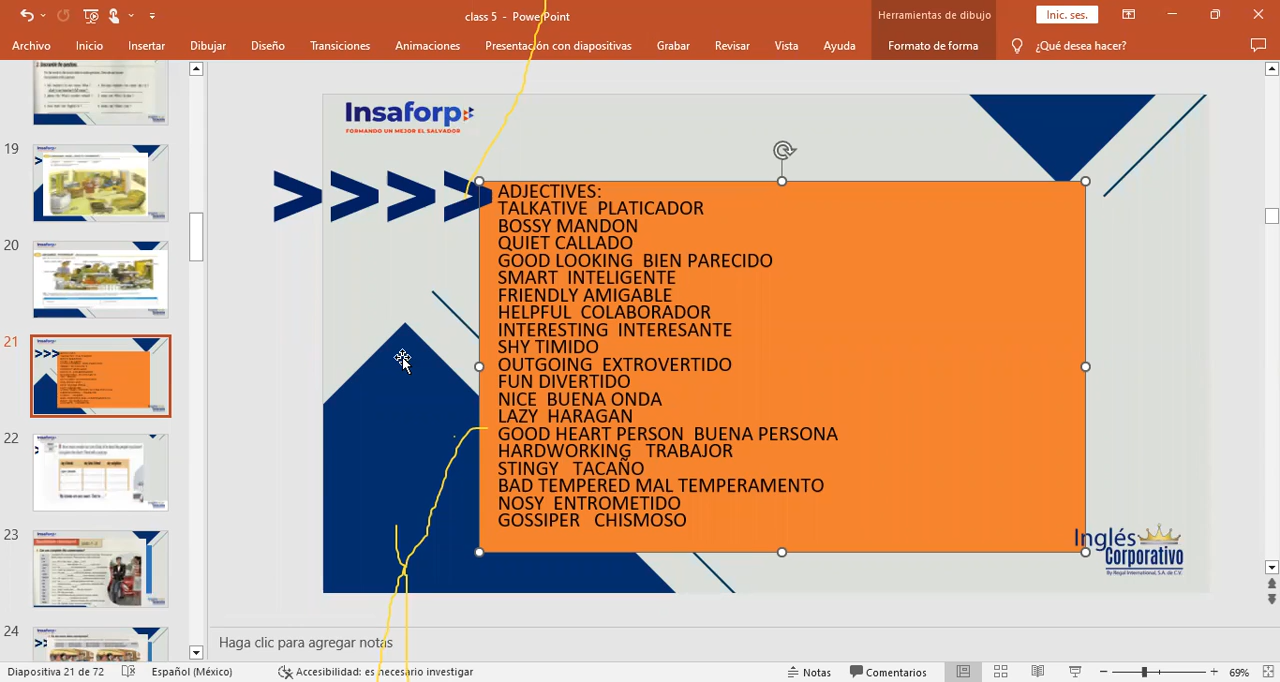 class 5 - PowerPoint
Herramientas de dibujo
Inic. ses.
Archivo Inicio Insertar Dibujar Diseño Transiciones Animaciones Presentación con diapositivas Grabar Revisar Vista Ayuda Formato de forma ¿Qué desea hacer?
19
20
21
22
23
24
Insaforp
FORMANDO UN MEJOR EL SALVADOR
ADJECTIVES:
TALKATIVE PLATICADOR
BOSSY MANDON
QUIET CALLADO
GOOD LOOKING BIEN PARECIDO
SMART INTELIGENTE
FRIENDLY AMIGABLE
HELPFUL COLABORADOR
INTERESTING INTERESANTE
SHY TIMIDO
OUTGOING EXTROVERTIDO
FUN DIVERTIDO
NICE BUENA ONDA
LAZY HARAGAN
GOOD HEART PERSON BUENA PERSONA
HARDWORKING TRABAJOR
STINGY TACAÑO
BAD TEMPERED MAL TEMPERAMENTO
NOSY ENTROMETIDO
GOSSIPER CHISMOSO
Inglés
Corporativo
By Regal International, S.A. de C.V.
Haga clic para agregar notas
Diapositiva 21 de 72 Español (México) Accesibilidad: es necesario investigar Notas Comentarios 69%